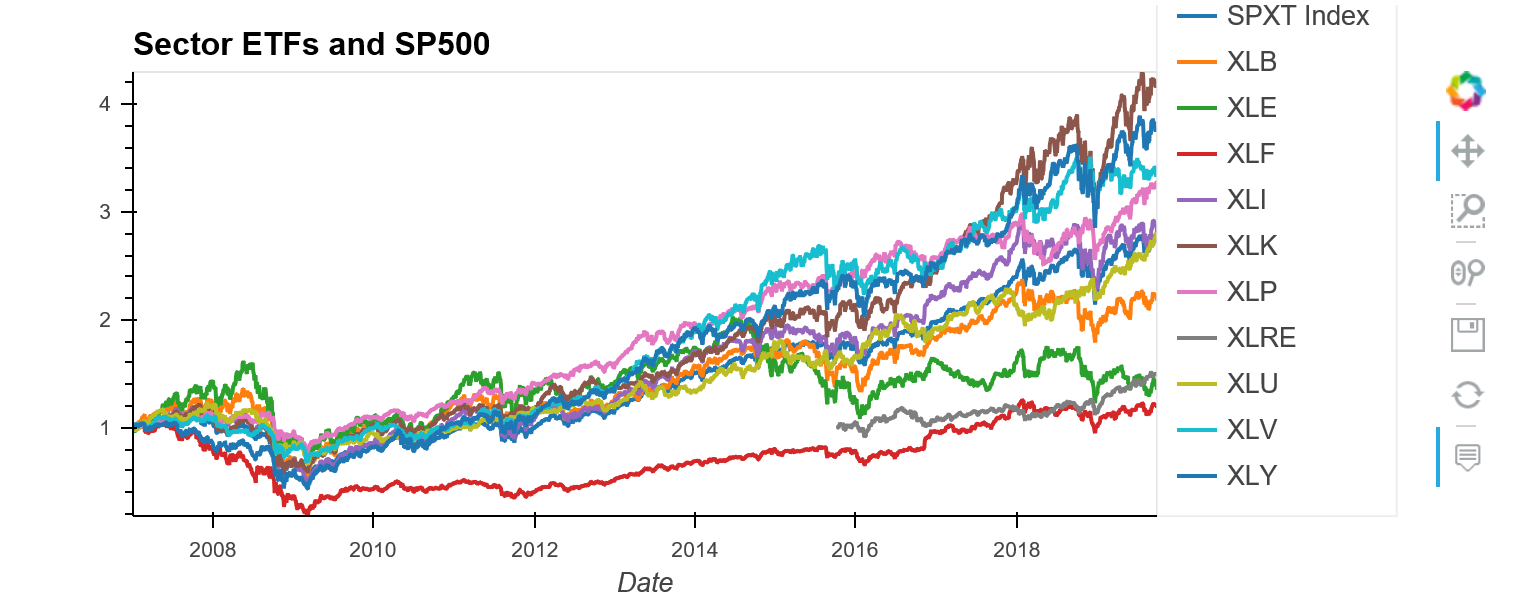 Sector ETFs and SP500
4
3
2
1
2008
2010
2012
2014
2016
2018
Date
SPXT Index
XLB
XLE
XLF
XLI
XLK
XLP
XLRE
XLU
XLV
XLY